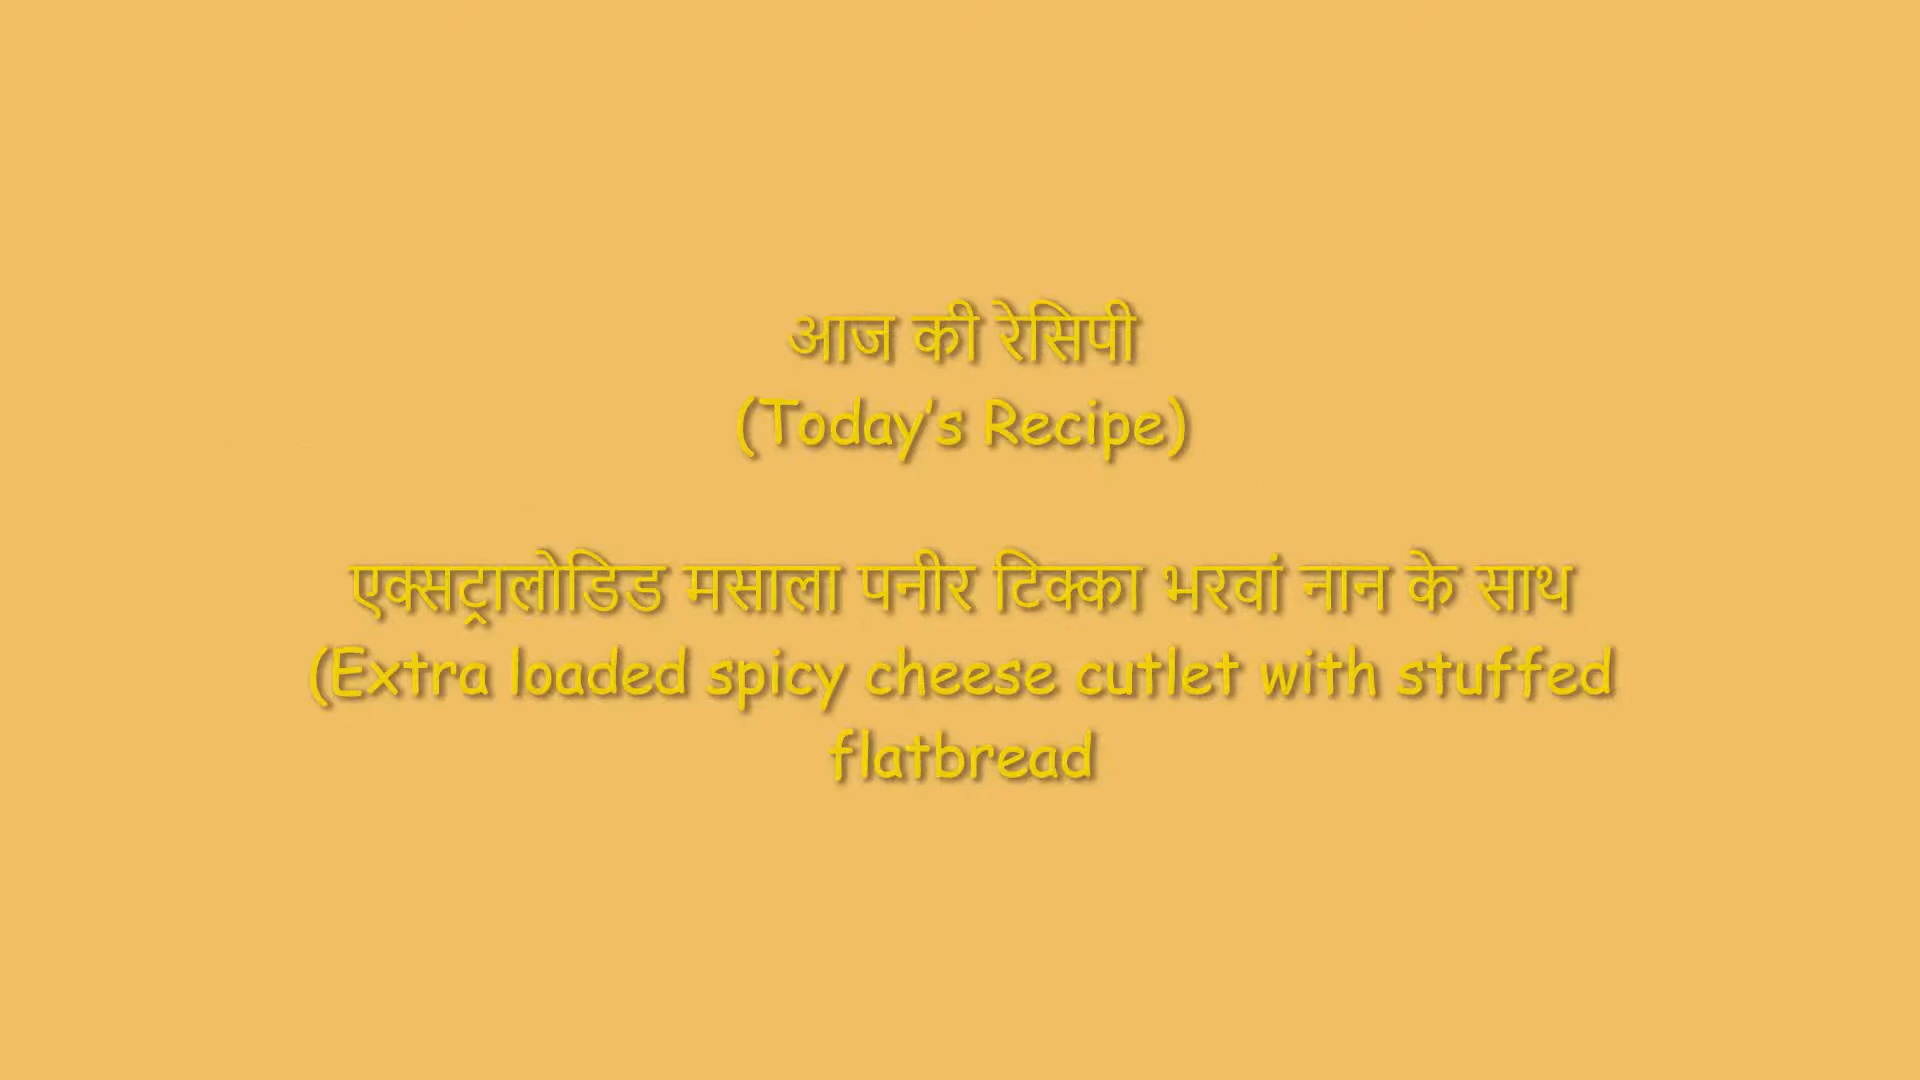 आज की रेसिपी
(Today's Recipe)
एक्सट्रालोडिड मसाला पनीर टिक्का भरवां नान के साथ
(Extra loaded spicy cheese cutlet with stuffed
flatbread